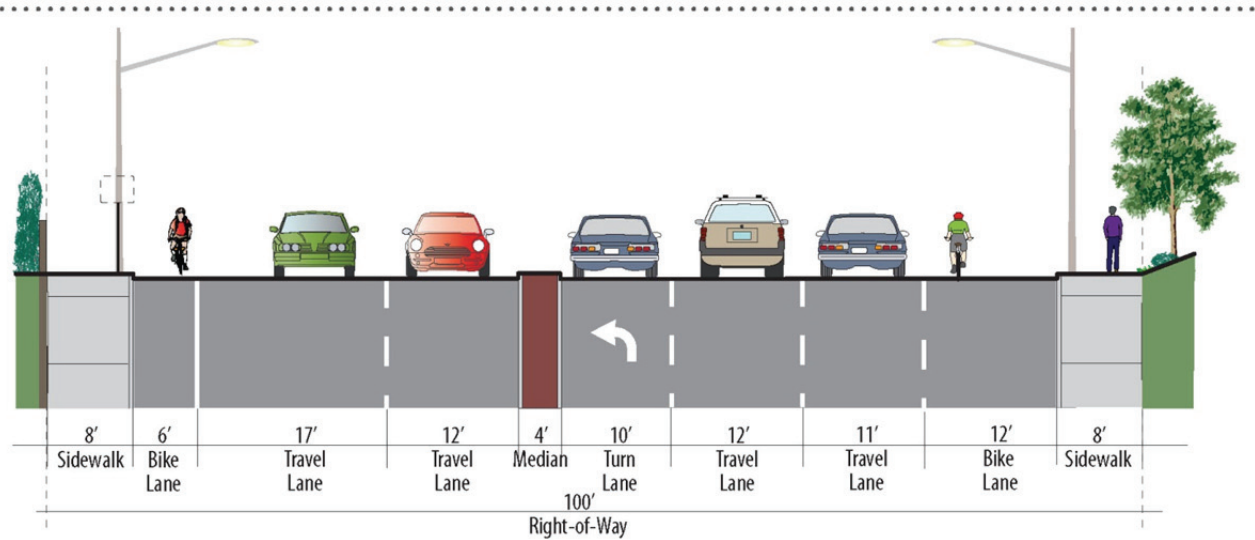 8' 6' 17' 12' 4' 10' 12' 11' 12' 8'
Sidewalk Bike Travel Travel Median Turn Travel Travel Bike Sidewalk
Lane Lane Lane Lane Lane Lane Lane
100'
Right-of-Way